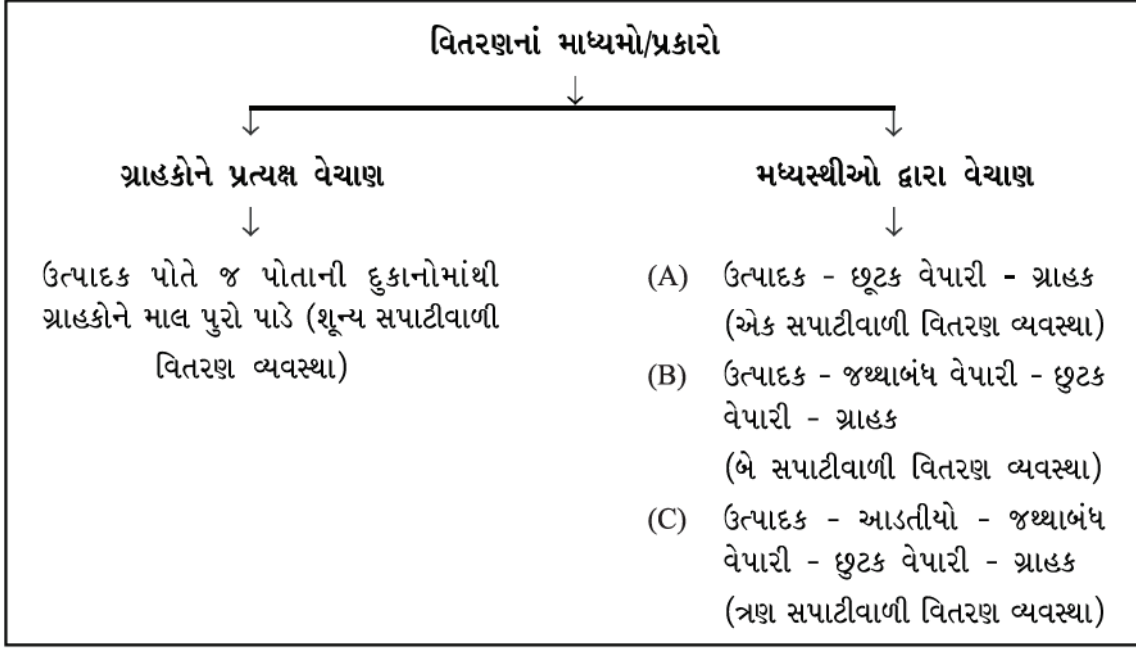 વિતરણનાં માધ્યમો/પ્રકારો
ગ્રાહકોને પ્રત્યક્ષ વેચાણ
ઉત્પાદક પોતે જ પોતાની દુકાનોમાંથી
ગ્રાહકોને માલ પુરો પાડે (શૂન્ય સપાટીવાળી
વિતરણ વ્યવસ્થા)
મધ્યસ્થીઓ દ્વારા વેચાણ
(A) ઉત્પાદક - છૂટક વેપારી - ગ્રાહક
(એક સપાટીવાળી વિતરણ વ્યવસ્થા)
(B) ઉત્પાદક - જથ્થાબંધ વેપારી - છુટક
વેપારી - ગ્રાહક
(બે સપાટીવાળી વિતરણ વ્યવસ્થા)
(C) ઉત્પાદક - આડતીયો - જથ્થાબંધ
વેપારી - છુટક વેપારી - ગ્રાહક
(ત્રણ સપાટીવાળી વિતરણ વ્યવસ્થા)